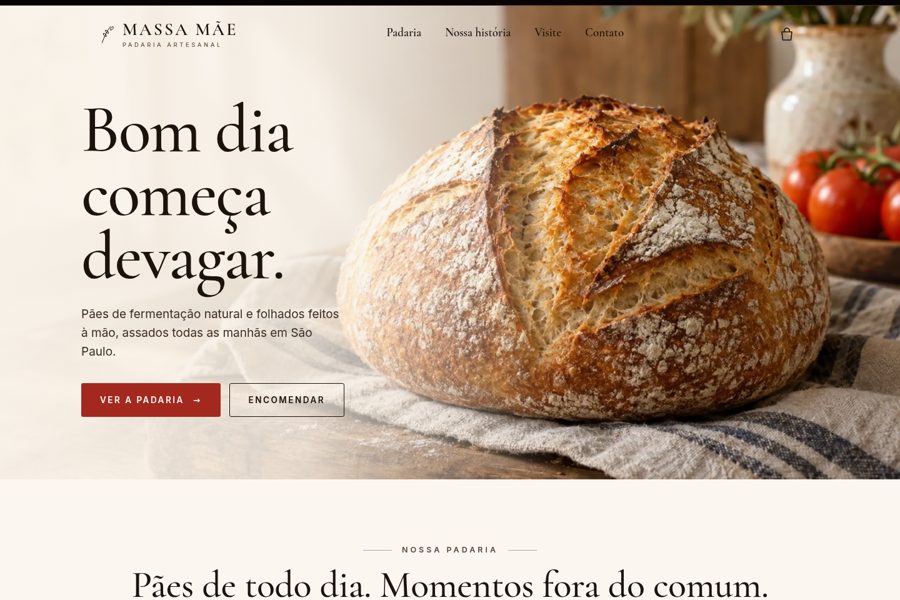 MASSA MÃE
PADARIA ARTESANAL
Padaria
Nossa história
Visite
Contato
Bom dia
começa
devagar.
Pães de fermentação natural e folhados feitos
à mão, assados todas as manhãs em São
Paulo.
VER A PADARIA →
ENCOMENDAR
NOSSA PADARIA
Pães de todo dia. Momentos fora do comum.